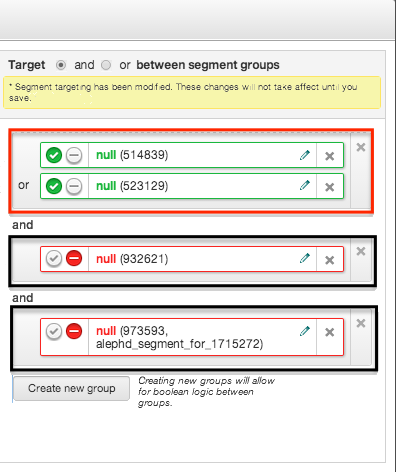 Target and or between segment groups
* Segment targeting has been modified. These changes will not take affect until you
save.
null (514839)
or
null (523129)
and
null (932621)
and
null (973593,
alephd_segment_for_1715272)
Create new group
Creating new groups will allow
for boolean logic between
groups.